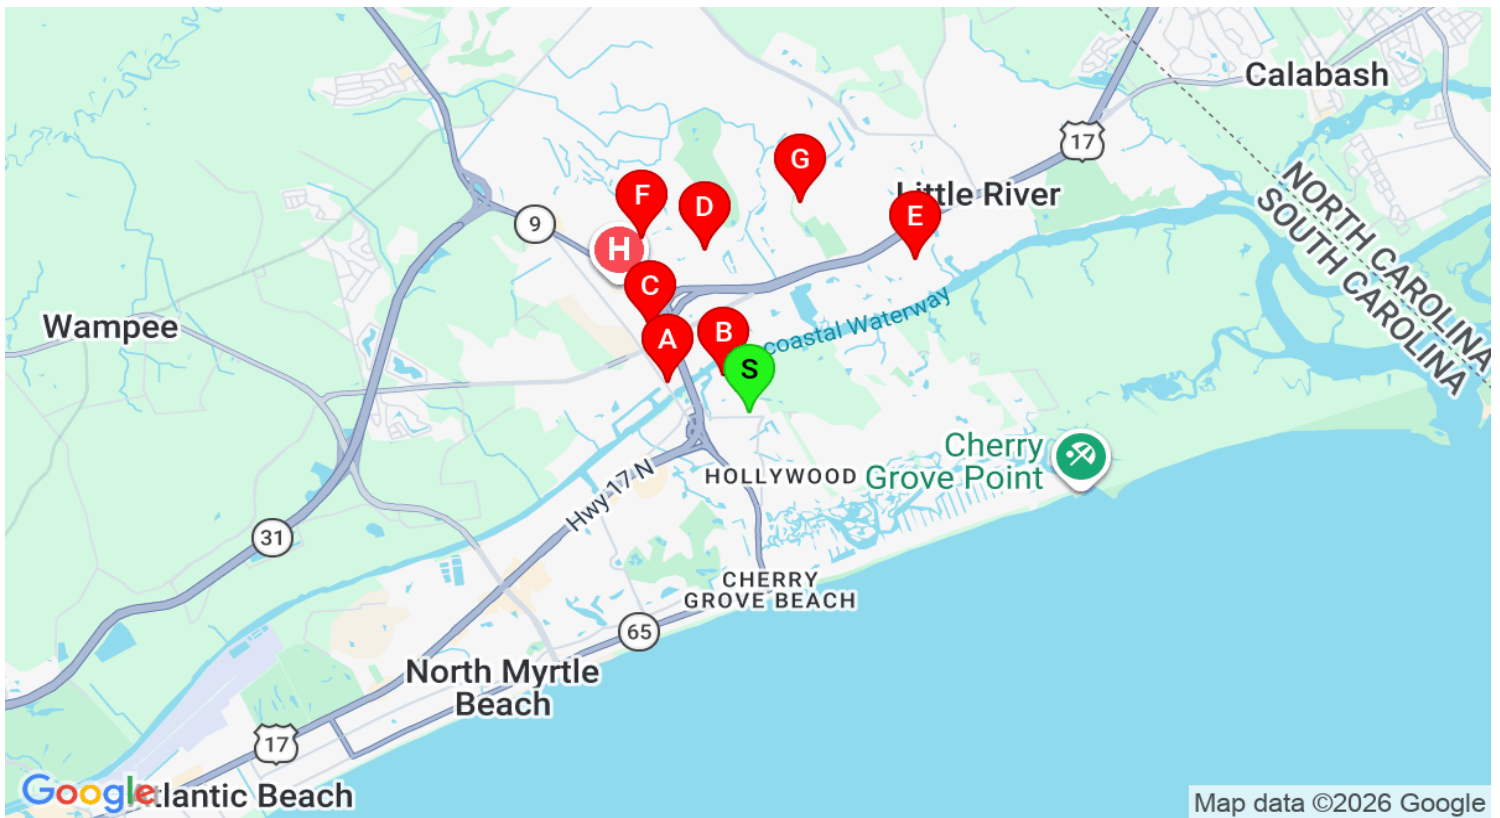 Calabash
17
NORTH CAROLINA
SOUTH CAROLINA
G
Little River
F
D
E
9
H
C
Wampee
A
B
coastal Waterway
S
Cherry
Grove Point
HOLLYWOOD
Hwy 17 N
31
CHERRY
GROVE BEACH
65
North Myrtle
Beach
17
Google
Atlantic Beach
Map data ©2026 Google